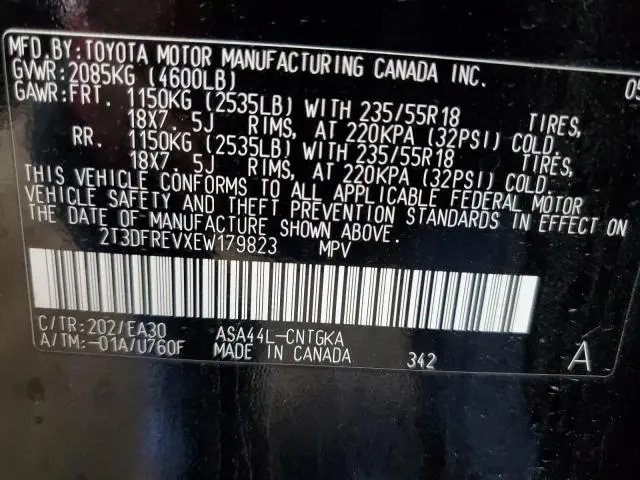 MFD.BY:TOYOTA MOTOR MANUFACTURING CANADA INC. 05
GVWR:2085KG (4600LB)
GAWR:FRT. 1150KG (2535LB) WITH 235/55R18 TIRES,
18X7.5J RIMS, AT 220KPA (32PSI) COLD.
RR. 1150KG (2535LB) WITH 235/55R18 TIRES,
18X7.5J RIMS, AT 220KPA (32PSI) COLD.
THIS VEHICLE CONFORMS TO ALL APPLICABLE FEDERAL MOTOR
VEHICLE SAFETY AND THEFT PREVENTION STANDARDS IN EFFECT ON
THE DATE OF MANUFACTURE SHOWN ABOVE.
2T3DFREVXEW179823 MPV
C/TR:202/EA30 ASA44L-CNTGKA
A/TM:-01A/U760F MADE IN CANADA 342 A